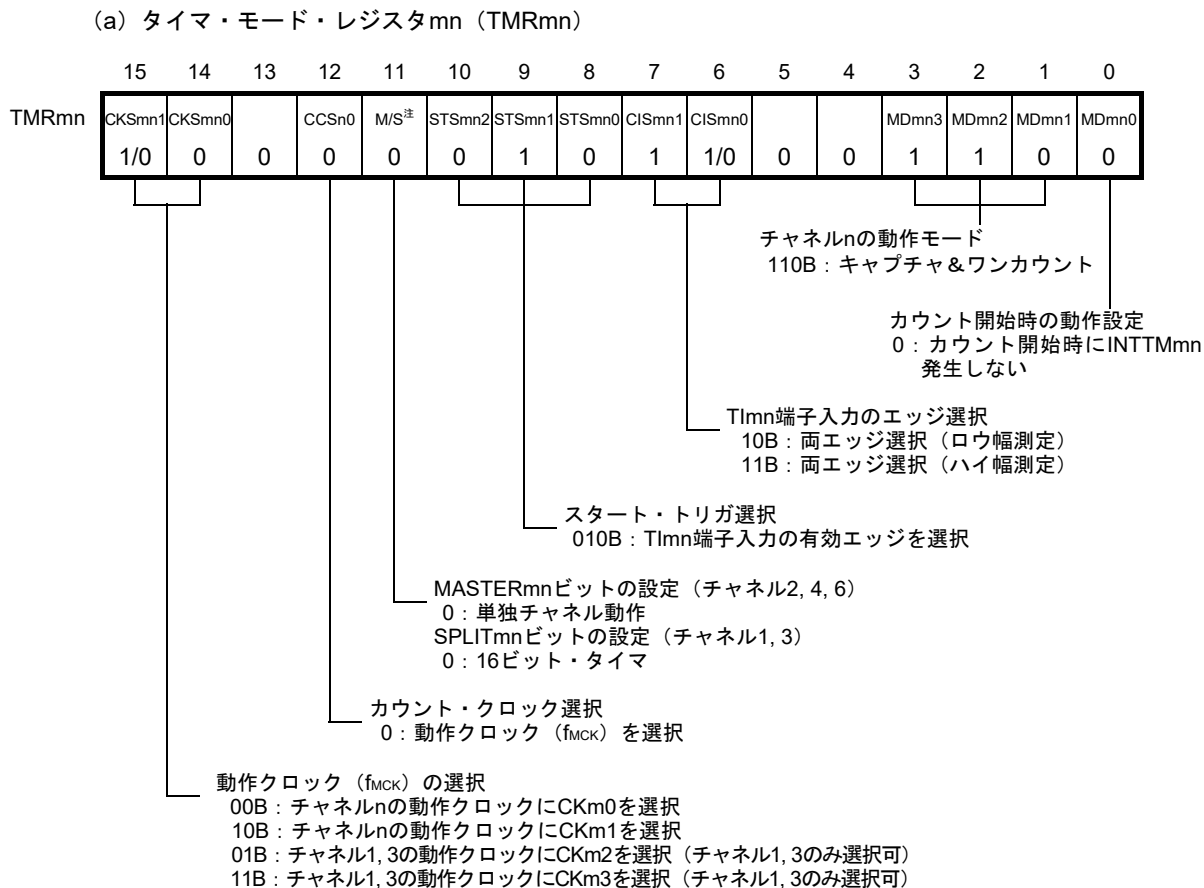 (a) タイマ・モード・レジスタmn（TMRmn）
15 14 13 12 11 10 9 8 7 6 5 4 3 2 1 0
TMRmn CKSmn1 CKSmn0 CCSn0 M/S注 STSmn2 STSmn1 STSmn0 CISmn1 CISmn0 MDmn3 MDmn2 MDmn1 MDmn0
1/0 0 0 0 0 0 1 0 1 1/0 0 0 1 1 0 0
チャネルnの動作モード
110B：キャプチャ＆ワンカウント
カウント開始時の動作設定
0：カウント開始時にINTTMmn
発生しない
TImn端子入力のエッジ選択
10B：両エッジ選択（ロウ幅測定）
11B：両エッジ選択（ハイ幅測定）
スタート・トリガ選択
010B：TImn端子入力の有効エッジを選択
MASTERmnビットの設定（チャネル2, 4, 6）
0：単独チャネル動作
SPLITmnビットの設定（チャネル1, 3）
0：16ビット・タイマ
カウント・クロック選択
0：動作クロック（fMCK）を選択
動作クロック（fMCK）の選択
00B：チャネルnの動作クロックにCKm0を選択
10B：チャネルnの動作クロックにCKm1を選択
01B：チャネル1, 3の動作クロックにCKm2を選択（チャネル1, 3のみ選択可）
11B：チャネル1, 3の動作クロックにCKm3を選択（チャネル1, 3のみ選択可）